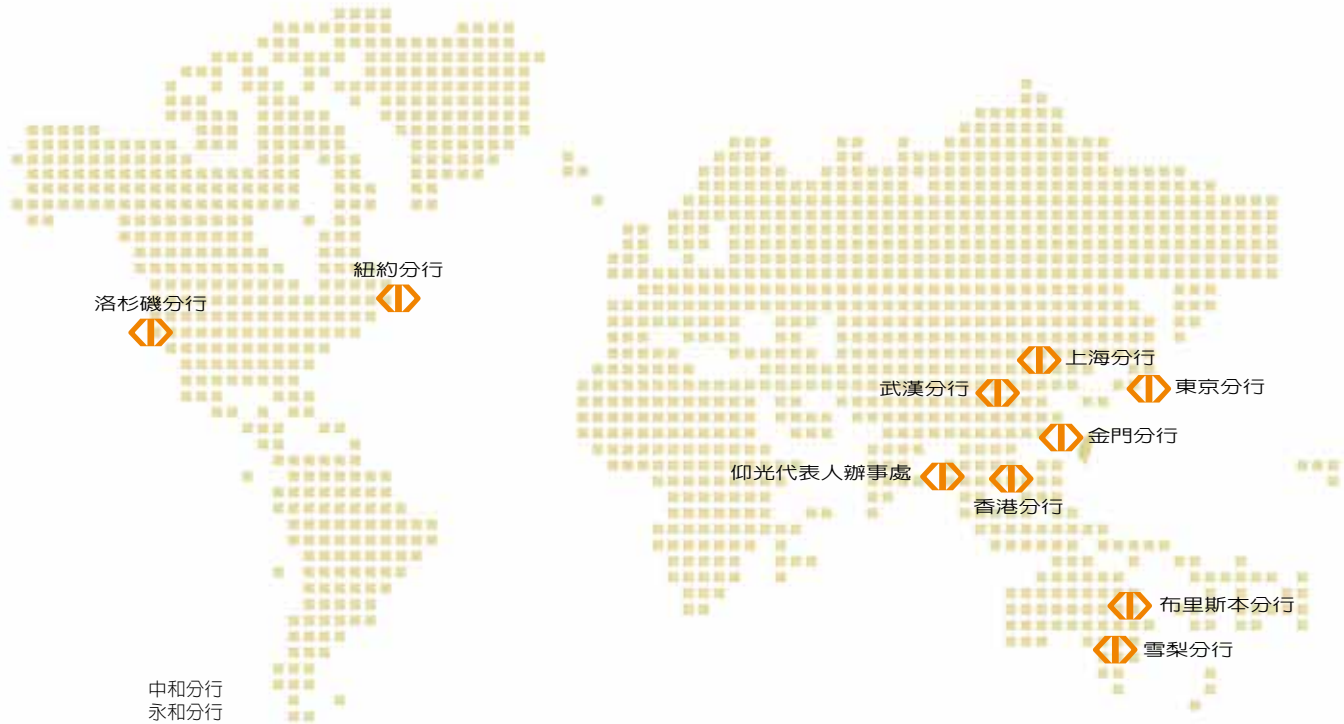 紐約分行
洛杉磯分行
上海分行
武漢分行
東京分行
金門分行
仰光代表人辦事處
香港分行
布里斯本分行
雪梨分行
中和分行
永和分行